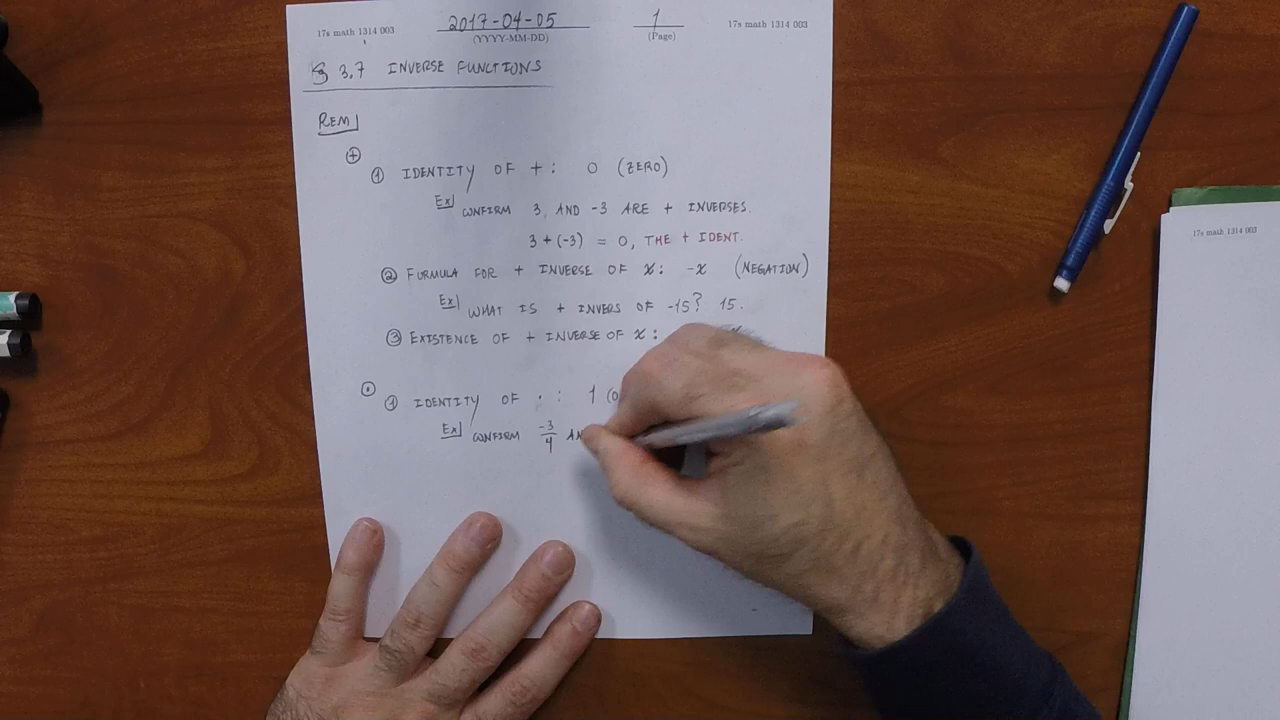 17s math 1314 003 2017-04-05 1 17s math 1314 003
(YYYY-MM-DD) (Page)
§ 3.7 INVERSE FUNCTIONS
REM
+
① IDENTITY OF + : 0 (ZERO)
Ex CONFIRM 3, AND -3 ARE + INVERSES.
3 + (-3) = 0, THE + IDENT.
② FORMULA FOR + INVERSE OF x: -x (NEGATION)
Ex WHAT IS + INVERS OF -15? 15.
③ EXISTENCE OF + INVERSE OF x:
·
① IDENTITY OF · : 1
Ex CONFIRM -3/4
17s math 1314 003